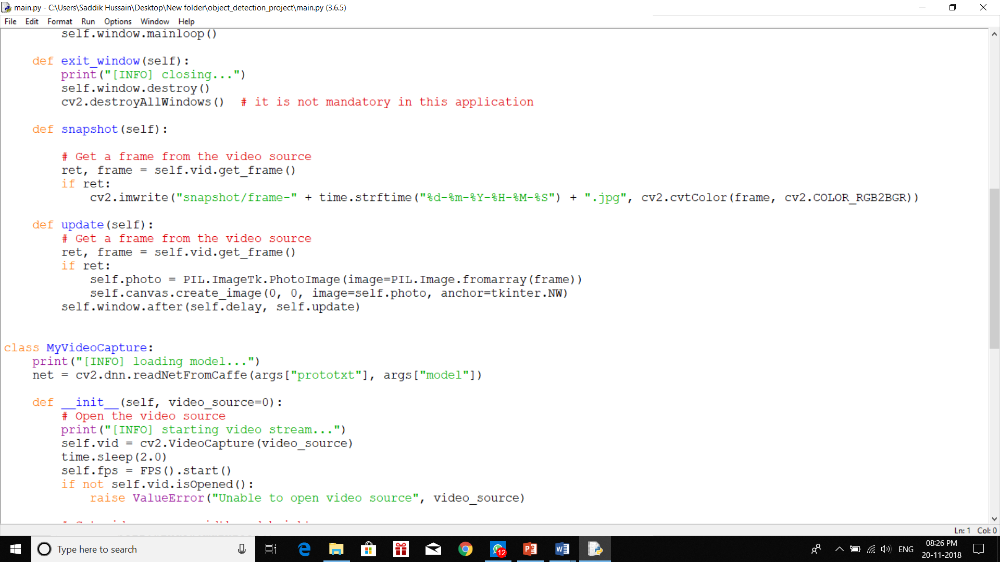 main.py - C:\Users\Saddik Hussain\Desktop\New folder\object_detection_project\main.py (3.6.5)
File Edit Format Run Options Window Help
        self.window.mainloop()

    def exit_window(self):
        print("[INFO] closing...")
        self.window.destroy()
        cv2.destroyAllWindows()  # it is not mandatory in this application

    def snapshot(self):

        # Get a frame from the video source
        ret, frame = self.vid.get_frame()
        if ret:
            cv2.imwrite("snapshot/frame-" + time.strftime("%d-%m-%Y-%H-%M-%S") + ".jpg", cv2.cvtColor(frame, cv2.COLOR_RGB2BGR))

    def update(self):
        # Get a frame from the video source
        ret, frame = self.vid.get_frame()
        if ret:
            self.photo = PIL.ImageTk.PhotoImage(image=PIL.Image.fromarray(frame))
            self.canvas.create_image(0, 0, image=self.photo, anchor=tkinter.NW)
        self.window.after(self.delay, self.update)


class MyVideoCapture:
    print("[INFO] loading model...")
    net = cv2.dnn.readNetFromCaffe(args["prototxt"], args["model"])

    def __init__(self, video_source=0):
        # Open the video source
        print("[INFO] starting video stream...")
        self.vid = cv2.VideoCapture(video_source)
        time.sleep(2.0)
        self.fps = FPS().start()
        if not self.vid.isOpened():
            raise ValueError("Unable to open video source", video_source)

Ln: 1 Col: 0
Type here to search
12
ENG
08:26 PM
20-11-2018